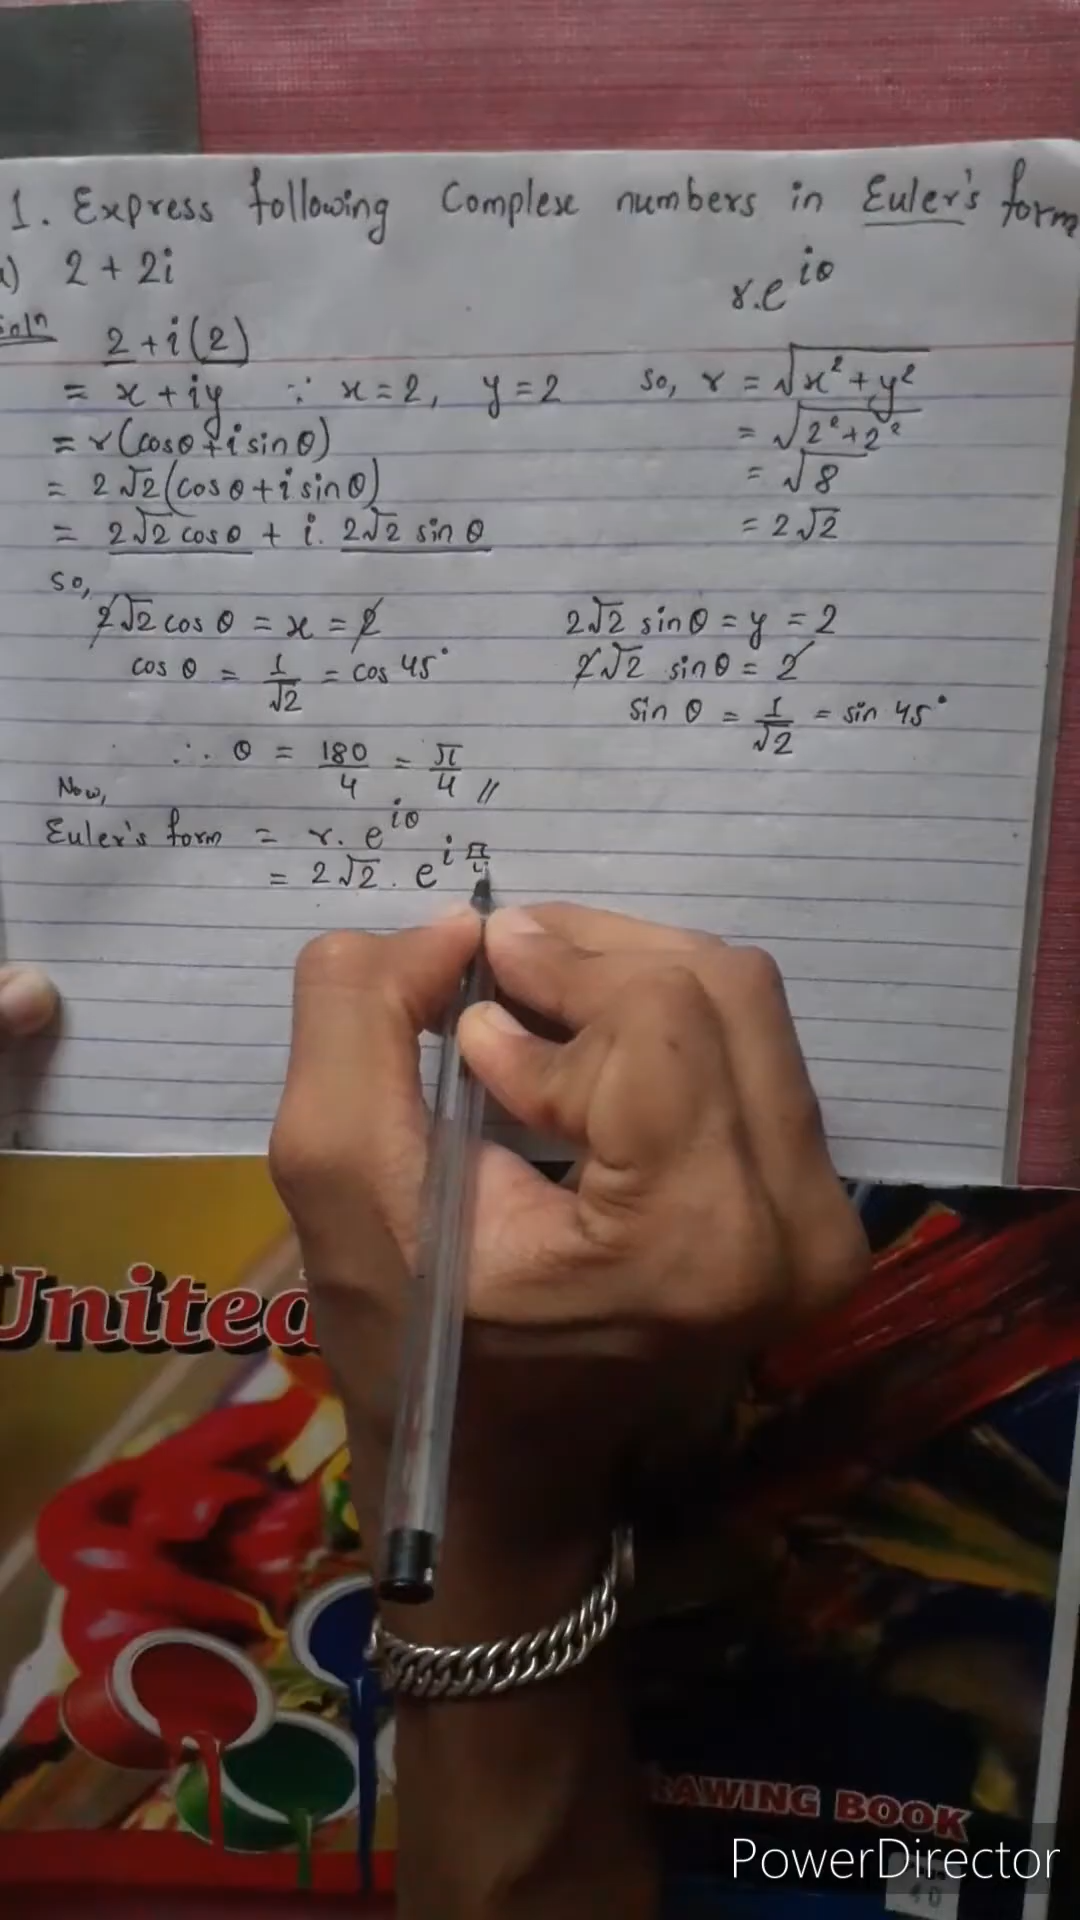 1. Express following Complex numbers in Euler's form
a) 2 + 2i
r.e^{iθ}
Soln
2 + i(2)
= x + iy ∵ x = 2, y = 2
= r(cosθ + i sinθ)
= 2√2(cosθ + i sinθ)
= 2√2 cosθ + i. 2√2 sinθ
so, r = √(x² + y²)
= √(2² + 2²)
= √8
= 2√2
so,
2√2 cosθ = x = 2
cosθ = 1/√2 = cos 45°
2√2 sinθ = y = 2
2√2 sinθ = 2
sinθ = 1/√2 = sin 45°
∴ θ = 180/4 = π/4 //
Now,
Euler's form = r. e^{iθ}
= 2√2 . e^{i π/4}
United
DRAWING BOOK
PowerDirector